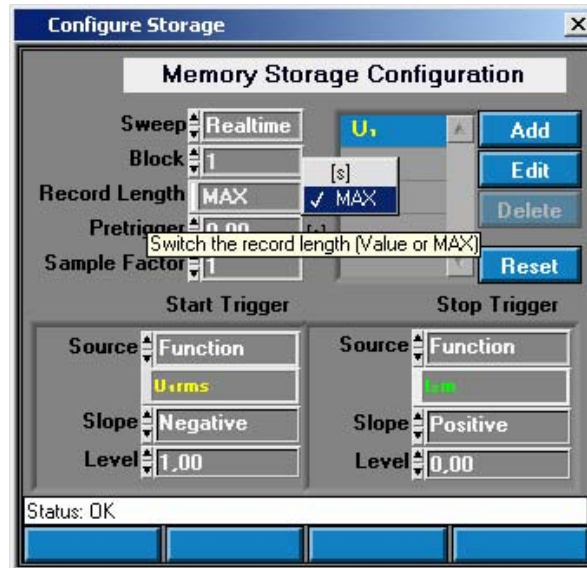 Configure Storage
Memory Storage Configuration
Sweep Realtime U₁ Add
Block 1 [s] Edit
Record Length MAX ✓ MAX Delete
Pretrigger 0,00
Switch the record length (Value or MAX)
Sample Factor 1 Reset
Start Trigger Stop Trigger
Source Function Source Function
U₁rms
Slope Negative Slope Positive
Level 1,00 Level 0,00
Status: OK